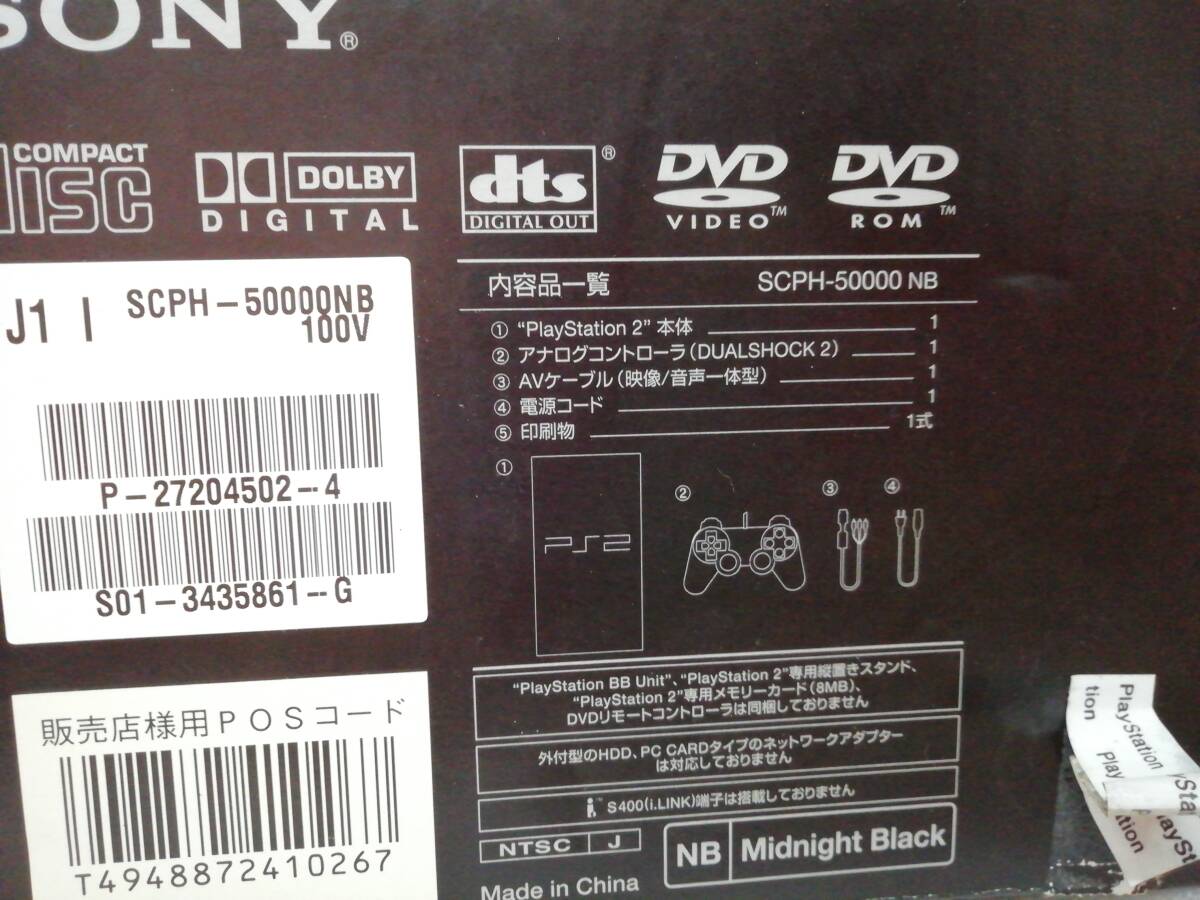 SONY®
COMPACT
DISC
DOLBY
DIGITAL
dts®
DIGITAL OUT
DVD
VIDEO™
DVD
ROM™
J1 I SCPH-50000NB
100V
P-27204502--4
S01-3435861--G
販売店様用POSコード
T4948872410267
内容品一覧 SCPH-50000 NB
① “PlayStation 2” 本体 1
② アナログコントローラ(DUALSHOCK 2) 1
③ AVケーブル(映像/音声一体型) 1
④ 電源コード 1
⑤ 印刷物 1式
①
PS2
②
③
④
“PlayStation BB Unit”、“PlayStation 2”専用縦置きスタンド、
“PlayStation 2”専用メモリーカード(8MB)、
DVDリモートコントローラは同梱しておりません
外付型のHDD、PC CARDタイプのネットワークアダプター
は対応しておりません
i™ S400(i.LINK)端子は搭載しておりません
NTSC J
NB Midnight Black
Made in China
PlayStation
tion
Play